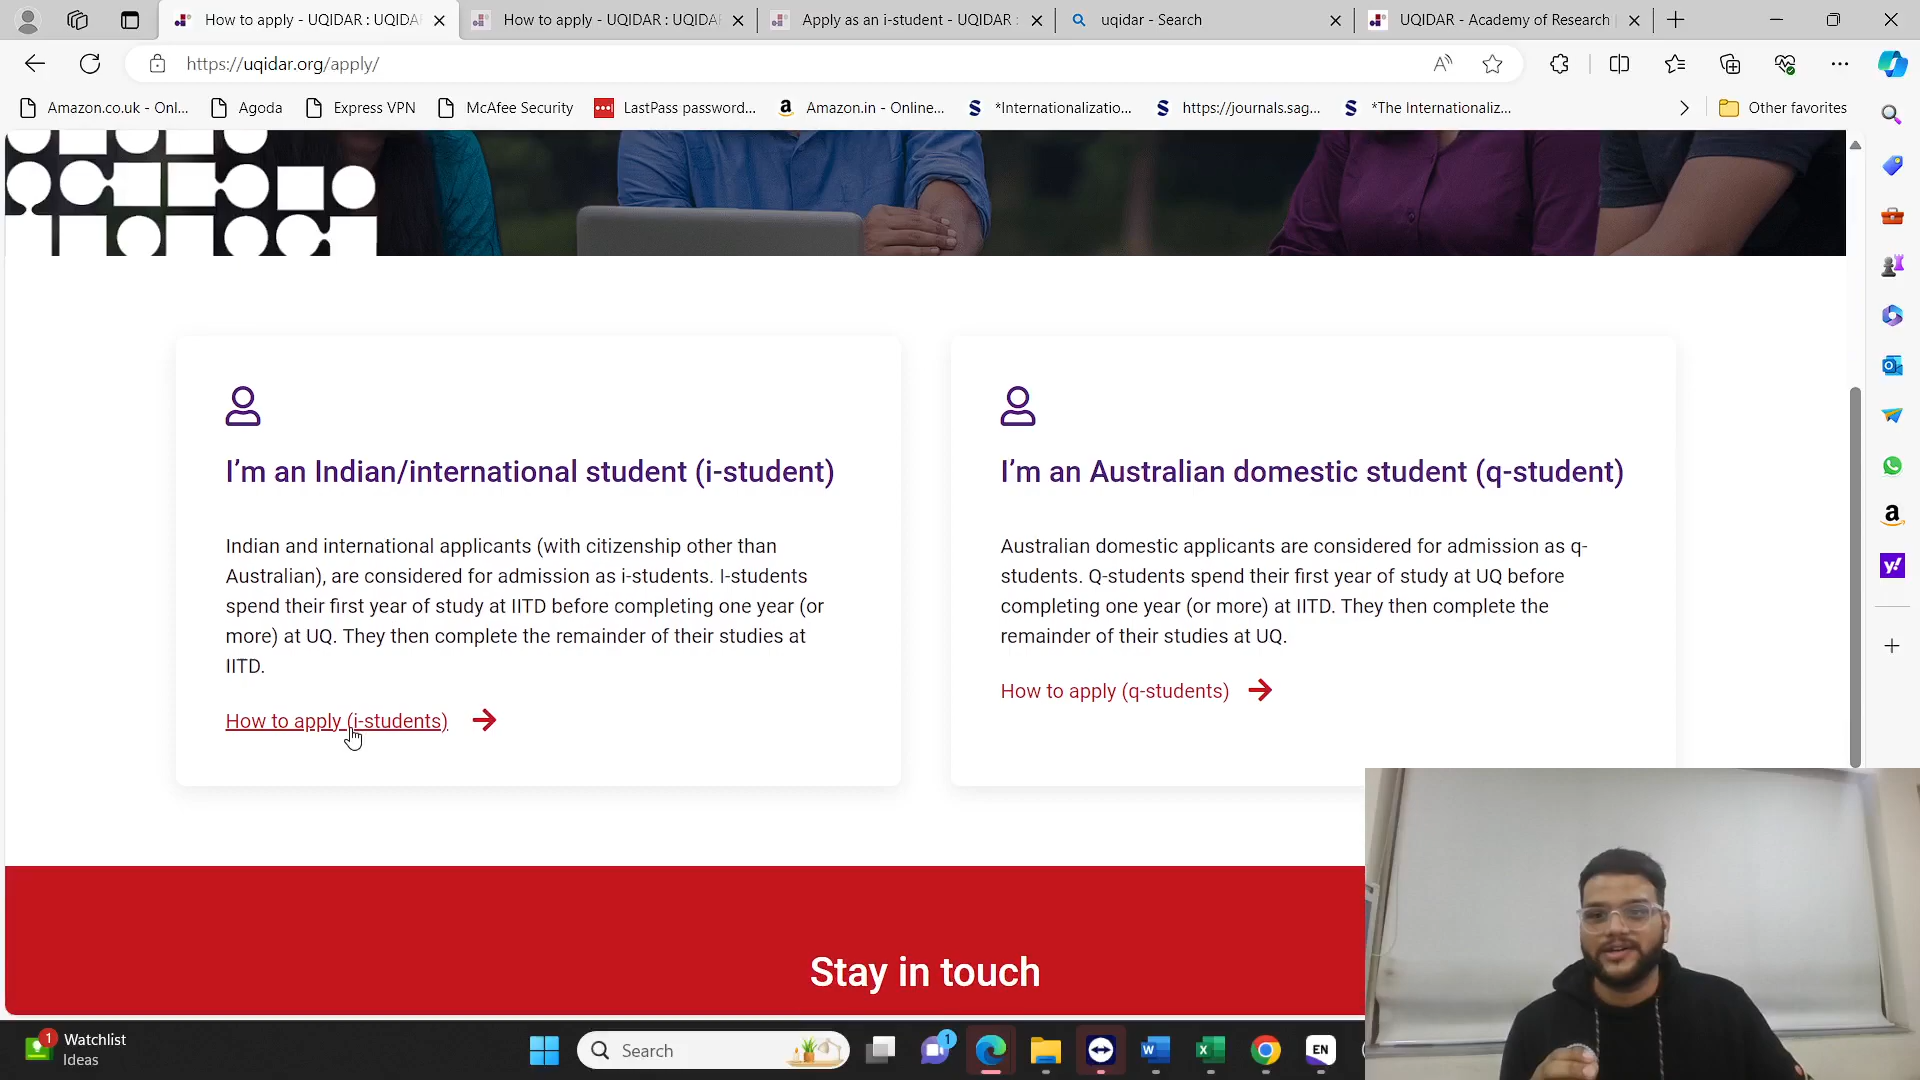 How to apply - UQIDAR : UQIDA
How to apply - UQIDAR : UQIDA
Apply as an i-student - UQIDAR :
uqidar - Search
UQIDAR - Academy of Research
https://uqidar.org/apply/
Amazon.co.uk - Onl...
Agoda
Express VPN
McAfee Security
LastPass password...
Amazon.in - Online...
*Internationalizatio...
https://journals.sag...
*The Internationaliz...
Other favorites
I'm an Indian/international student (i-student)
Indian and international applicants (with citizenship other than
Australian), are considered for admission as i-students. I-students
spend their first year of study at IITD before completing one year (or
more) at UQ. They then complete the remainder of their studies at
IITD.
How to apply (i-students)
I'm an Australian domestic student (q-student)
Australian domestic applicants are considered for admission as q-
students. Q-students spend their first year of study at UQ before
completing one year (or more) at IITD. They then complete the
remainder of their studies at UQ.
How to apply (q-students)
Stay in touch
1
Watchlist
Ideas
Search
1
EN